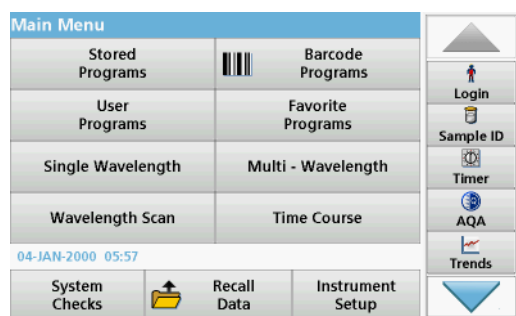 Main Menu
Stored
Programs
Barcode
Programs
User
Programs
Favorite
Programs
Single Wavelength
Multi - Wavelength
Wavelength Scan
Time Course
04-JAN-2000 05:57
System
Checks
Recall
Data
Instrument
Setup
Login
Sample ID
Timer
AQA
Trends